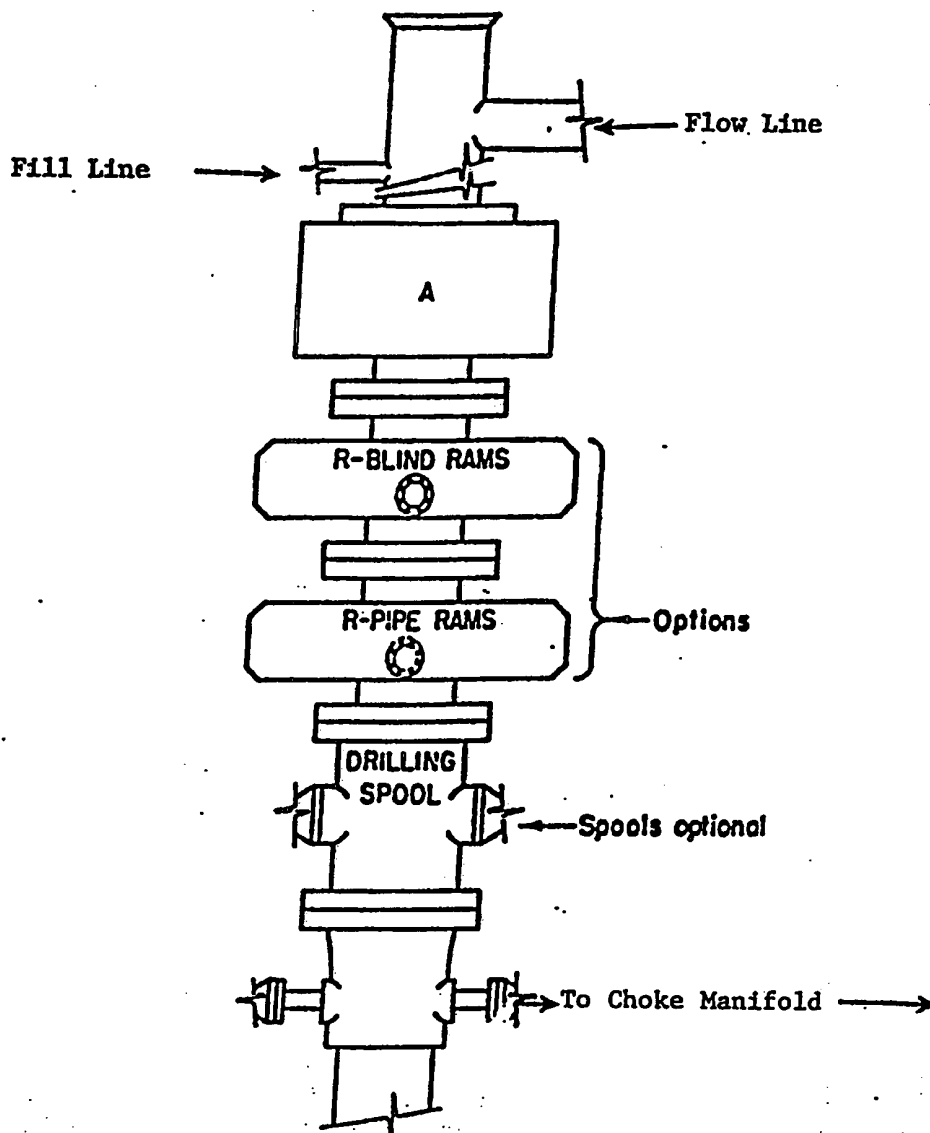 Flow Line
Fill Line
A
R-BLIND RAMS
R-PIPE RAMS
Options
DRILLING
SPOOL
Spools optional
To Choke Manifold